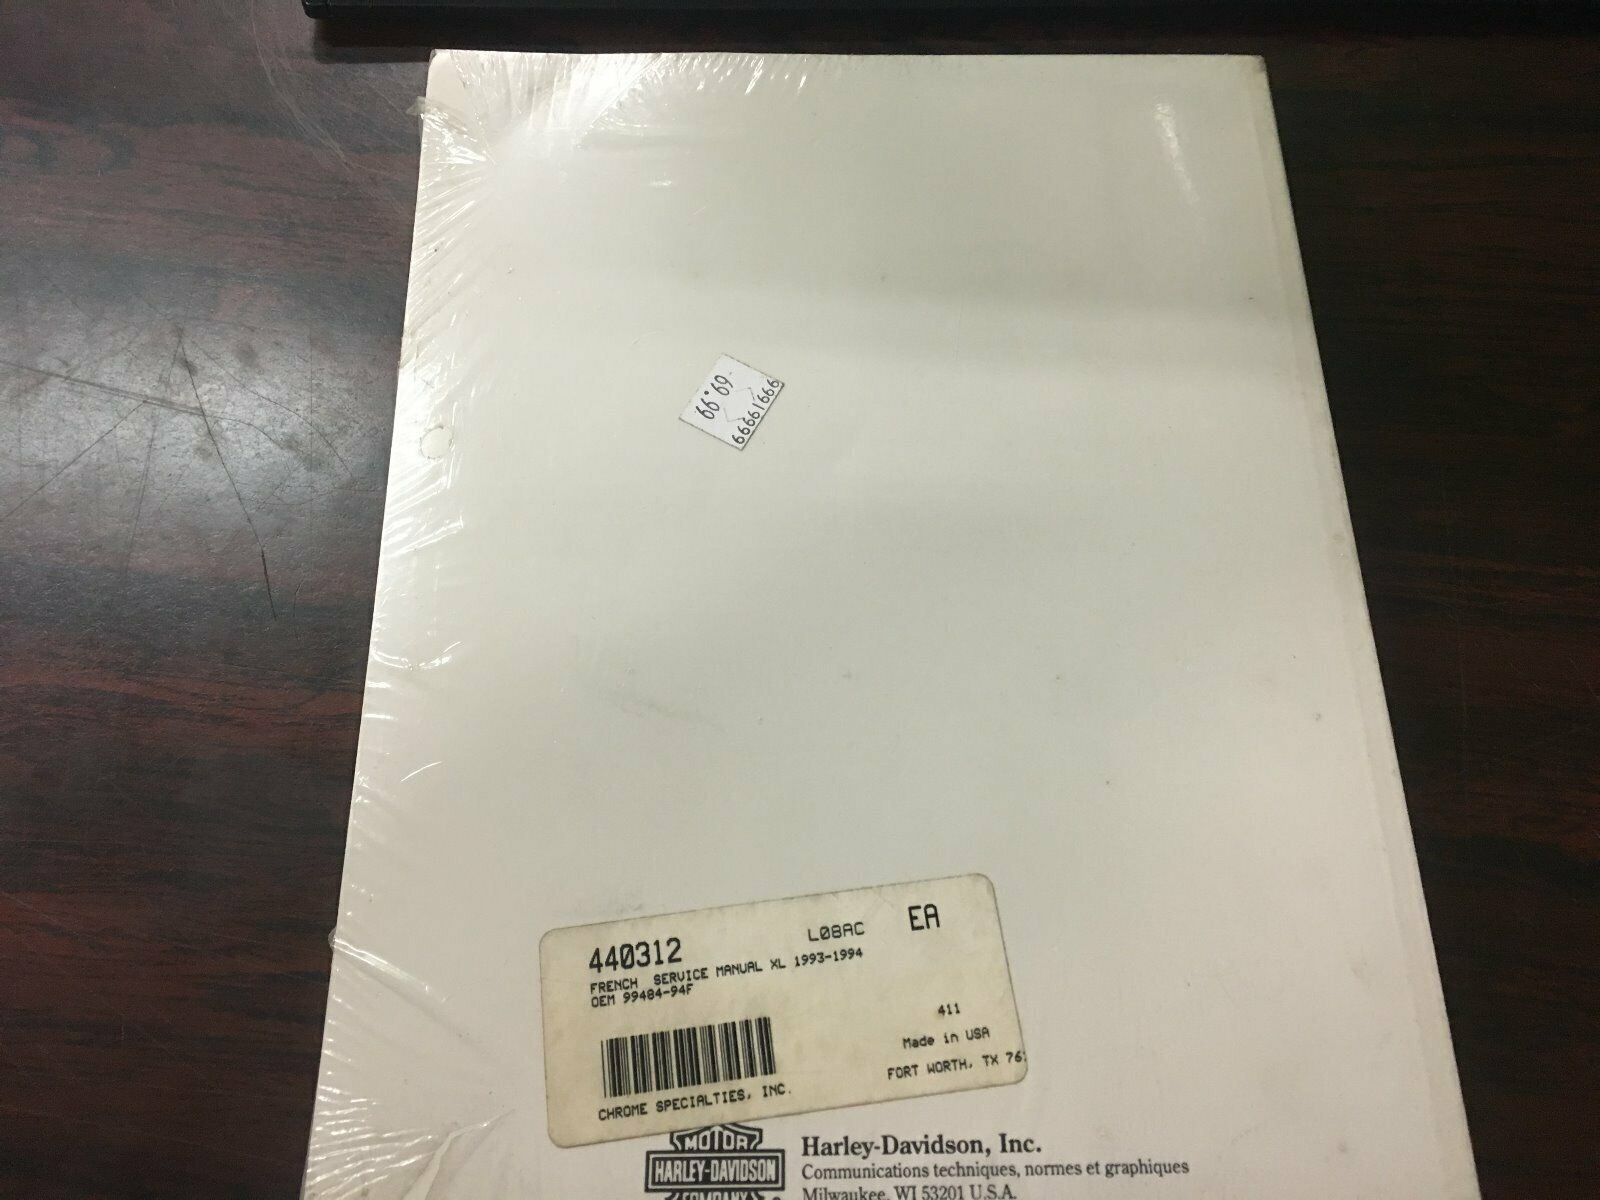 69.99
66661666
440312 L08AC EA
FRENCH SERVICE MANUAL XL 1993-1994
OEM 99484-94F
411
Made in USA
FORT WORTH, TX
CHROME SPECIALTIES, INC.
MOTOR
HARLEY-DAVIDSON
COMPANY
Harley-Davidson, Inc.
Communications techniques, normes et graphiques
Milwaukee, WI 53201 U.S.A.